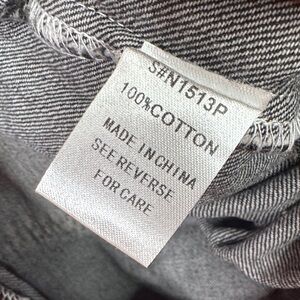 S#N1513P
100%COTTON
MADE IN CHINA
SEE REVERSE
FOR CARE